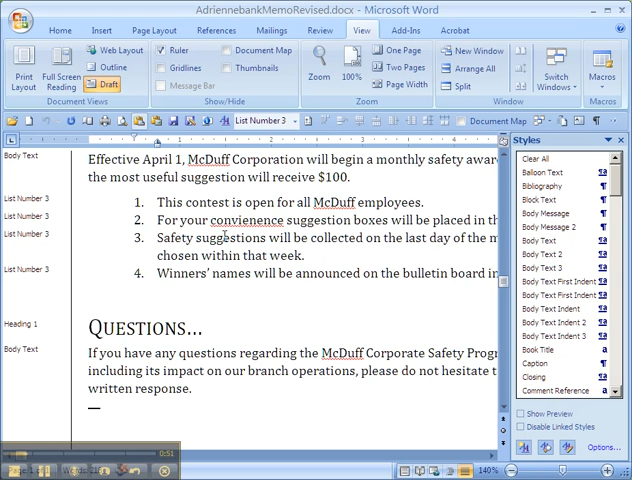 AdriennebankMemoRevised.docx - Microsoft Word
Home Insert Page Layout References Mailings Review View Add-Ins Acrobat
Print Layout Full Screen Reading Web Layout Outline Draft
Document Views
Ruler Gridlines Message Bar Document Map Thumbnails
Show/Hide
Zoom 100% One Page Two Pages Page Width
Zoom
New Window Arrange All Split Switch Windows
Window
Macros
Macros
List Number 3 Document Map
Styles
Body Text
Effective April 1, McDuff Corporation will begin a monthly safety awar
the most useful suggestion will receive $100.
List Number 3
1. This contest is open for all McDuff employees.
List Number 3
2. For your convienence suggestion boxes will be placed in th
List Number 3
3. Safety suggestions will be collected on the last day of the m
chosen within that week.
List Number 3
4. Winners' names will be announced on the bulletin board in
Heading 1
QUESTIONS...
Body Text
If you have any questions regarding the McDuff Corporate Safety Progr
including its impact on our branch operations, please do not hesitate t
written response.
Clear All
Balloon Text
Bibliography
Block Text
Body Message
Body Message 2
Body Text
Body Text 2
Body Text 3
Body Text First Indent
Body Text First Indent
Body Text Indent
Body Text Indent 2
Body Text Indent 3
Book Title
Caption
Closing
Comment Reference
Show Preview
Disable Linked Styles
Options...
0:51
140%